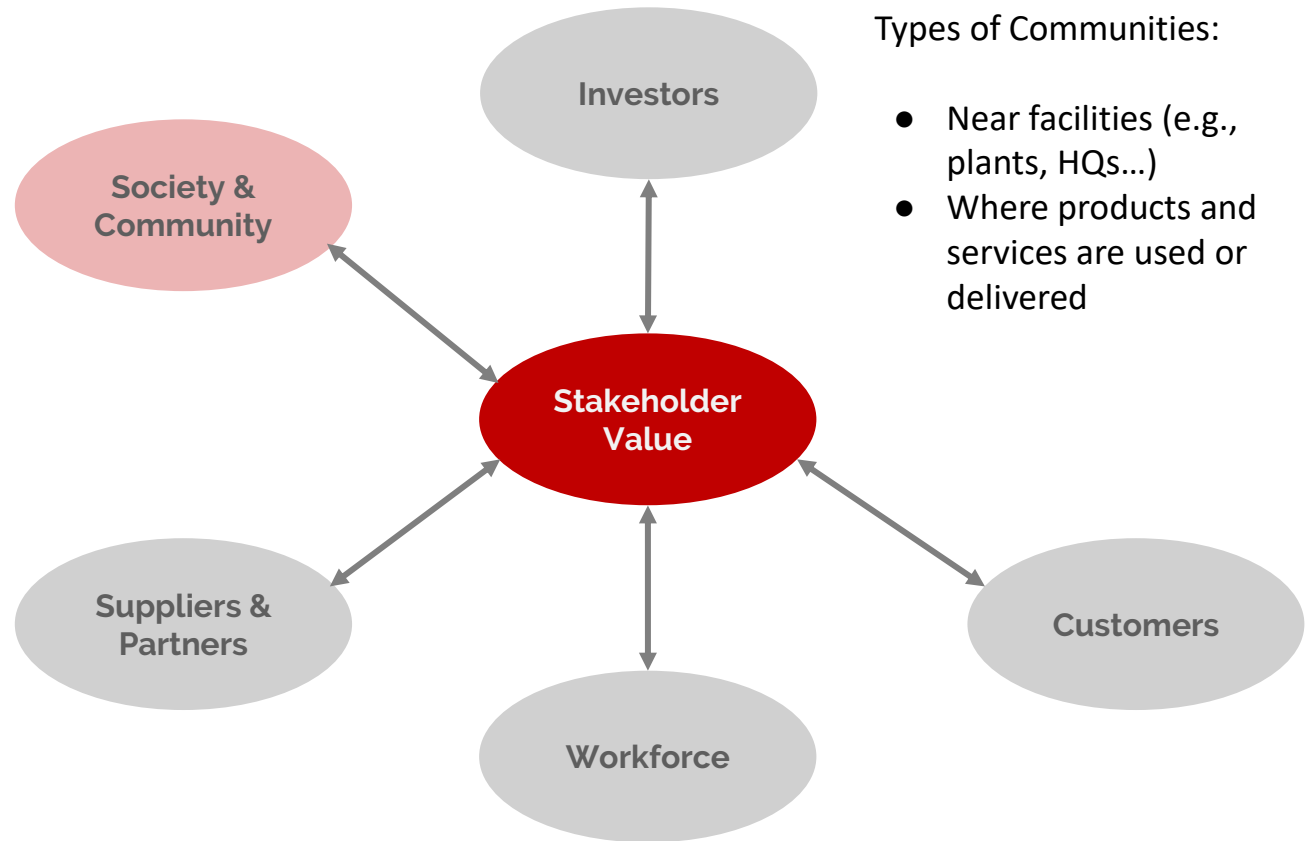 Types of Communities:
● Near facilities (e.g.,
plants, HQs…)
● Where products and
services are used or
delivered
Investors
Society &
Community
Stakeholder
Value
Suppliers &
Partners
Customers
Workforce